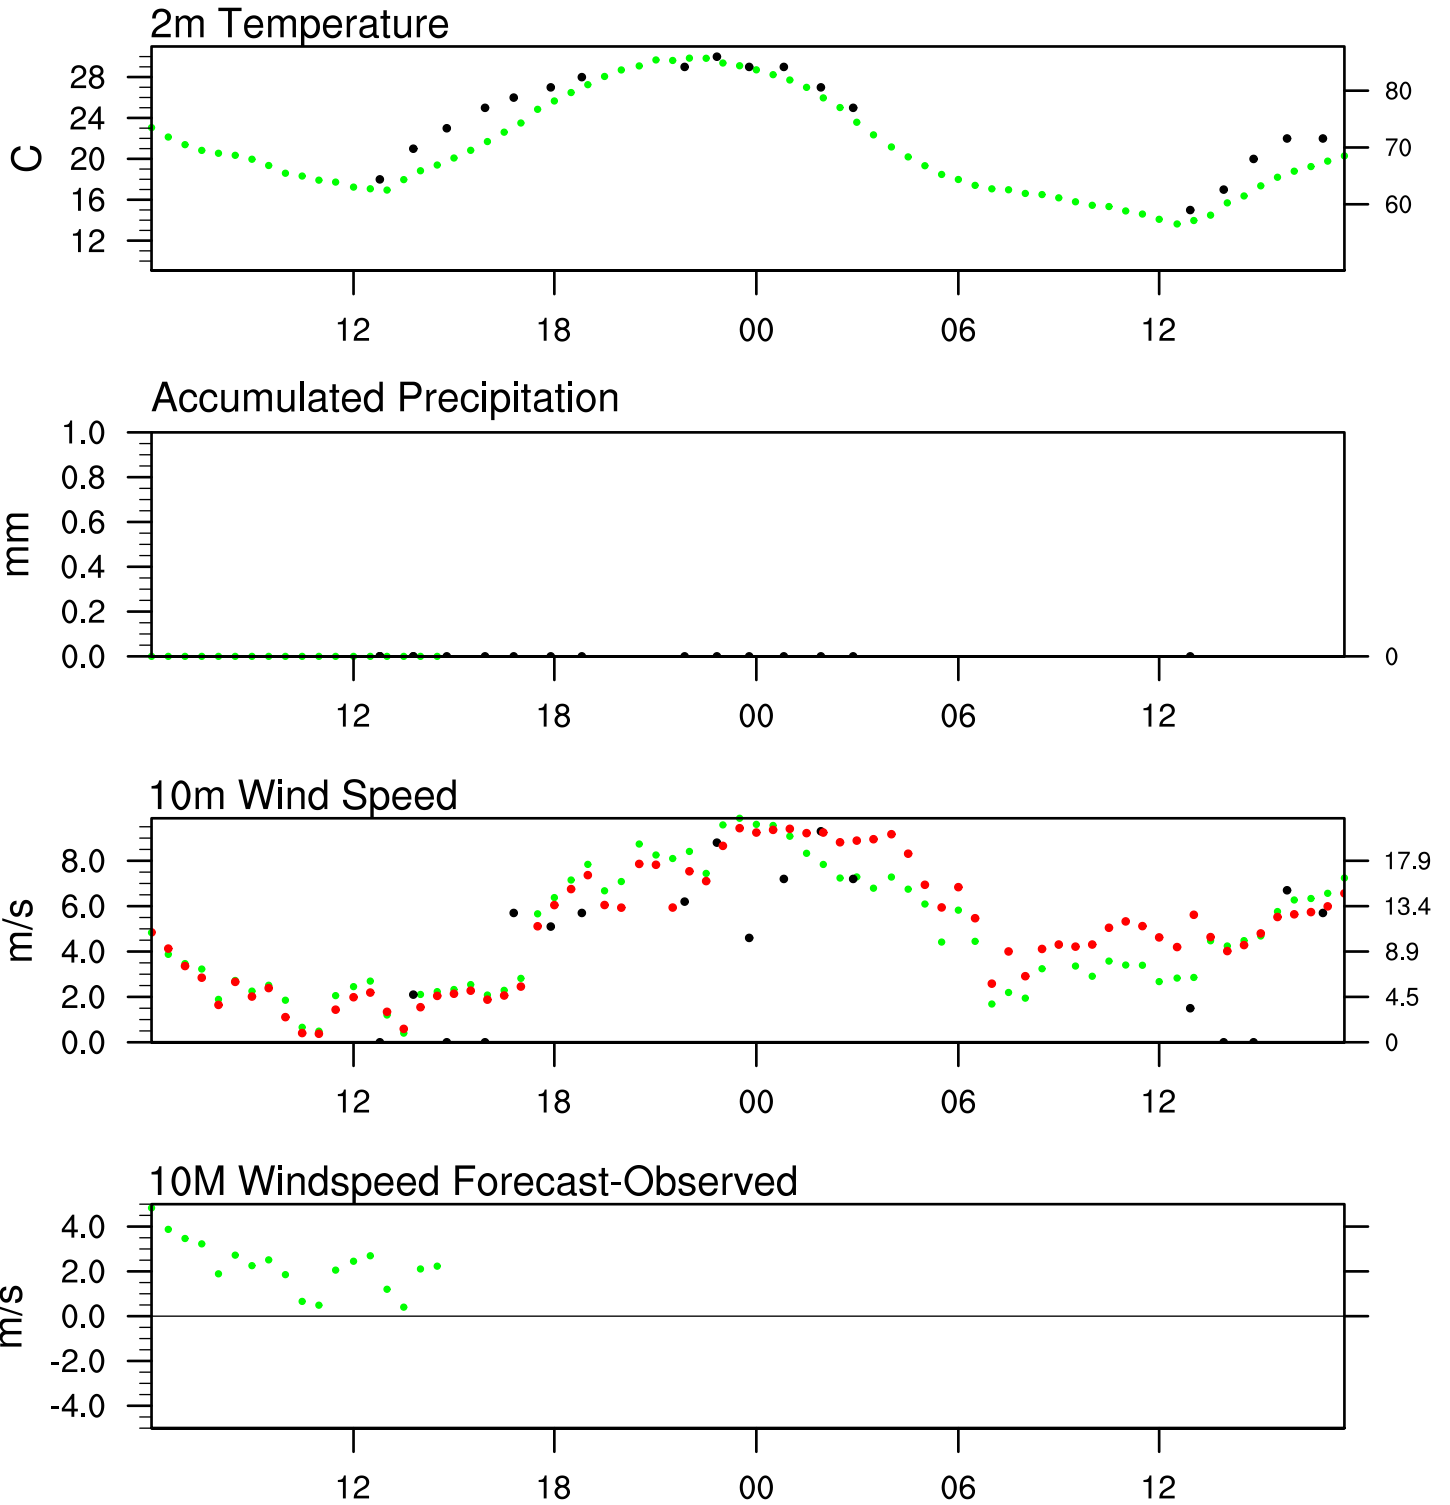 2m Temperature
28
24
20
16
12
C
80
70
60
12 18 00 06 12
Accumulated Precipitation
1.0
0.8
0.6
0.4
0.2
0.0
mm
0
12 18 00 06 12
10m Wind Speed
8.0
6.0
4.0
2.0
0.0
m/s
17.9
13.4
8.9
4.5
0
12 18 00 06 12
10M Windspeed Forecast-Observed
4.0
2.0
0.0
-2.0
-4.0
m/s
12 18 00 06 12